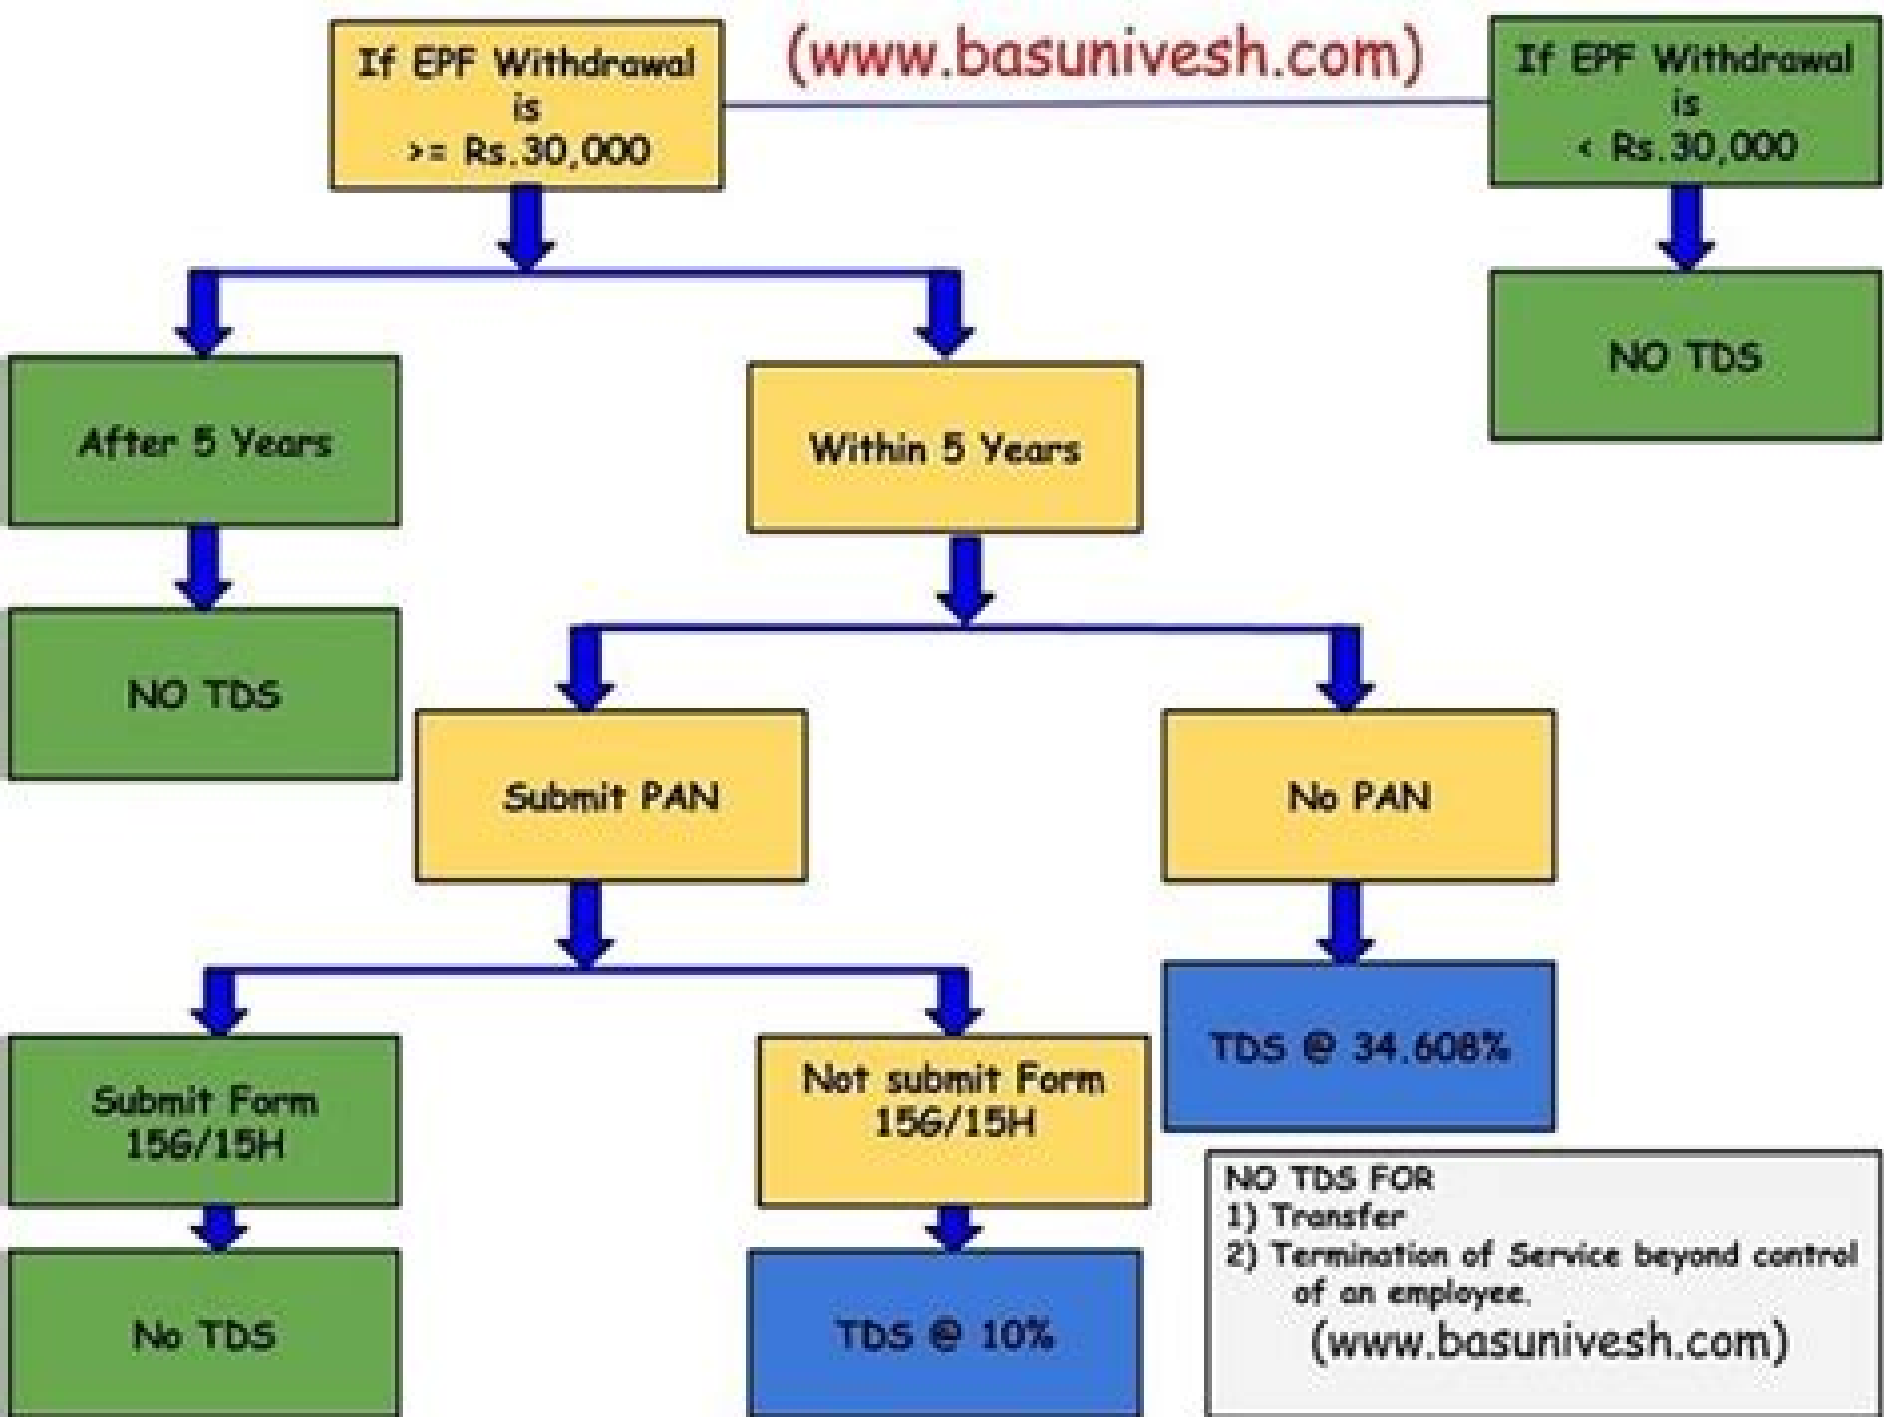 If EPF Withdrawal
is
>= Rs.30,000
(www.basunivesh.com)
If EPF Withdrawal
is
< Rs.30,000
NO TDS
After 5 Years
Within 5 Years
NO TDS
Submit PAN
No PAN
TDS @ 34.608%
Submit Form
15G/15H
Not submit Form
15G/15H
No TDS
TDS @ 10%
NO TDS FOR
1) Transfer
2) Termination of Service beyond control
of an employee.
(www.basunivesh.com)